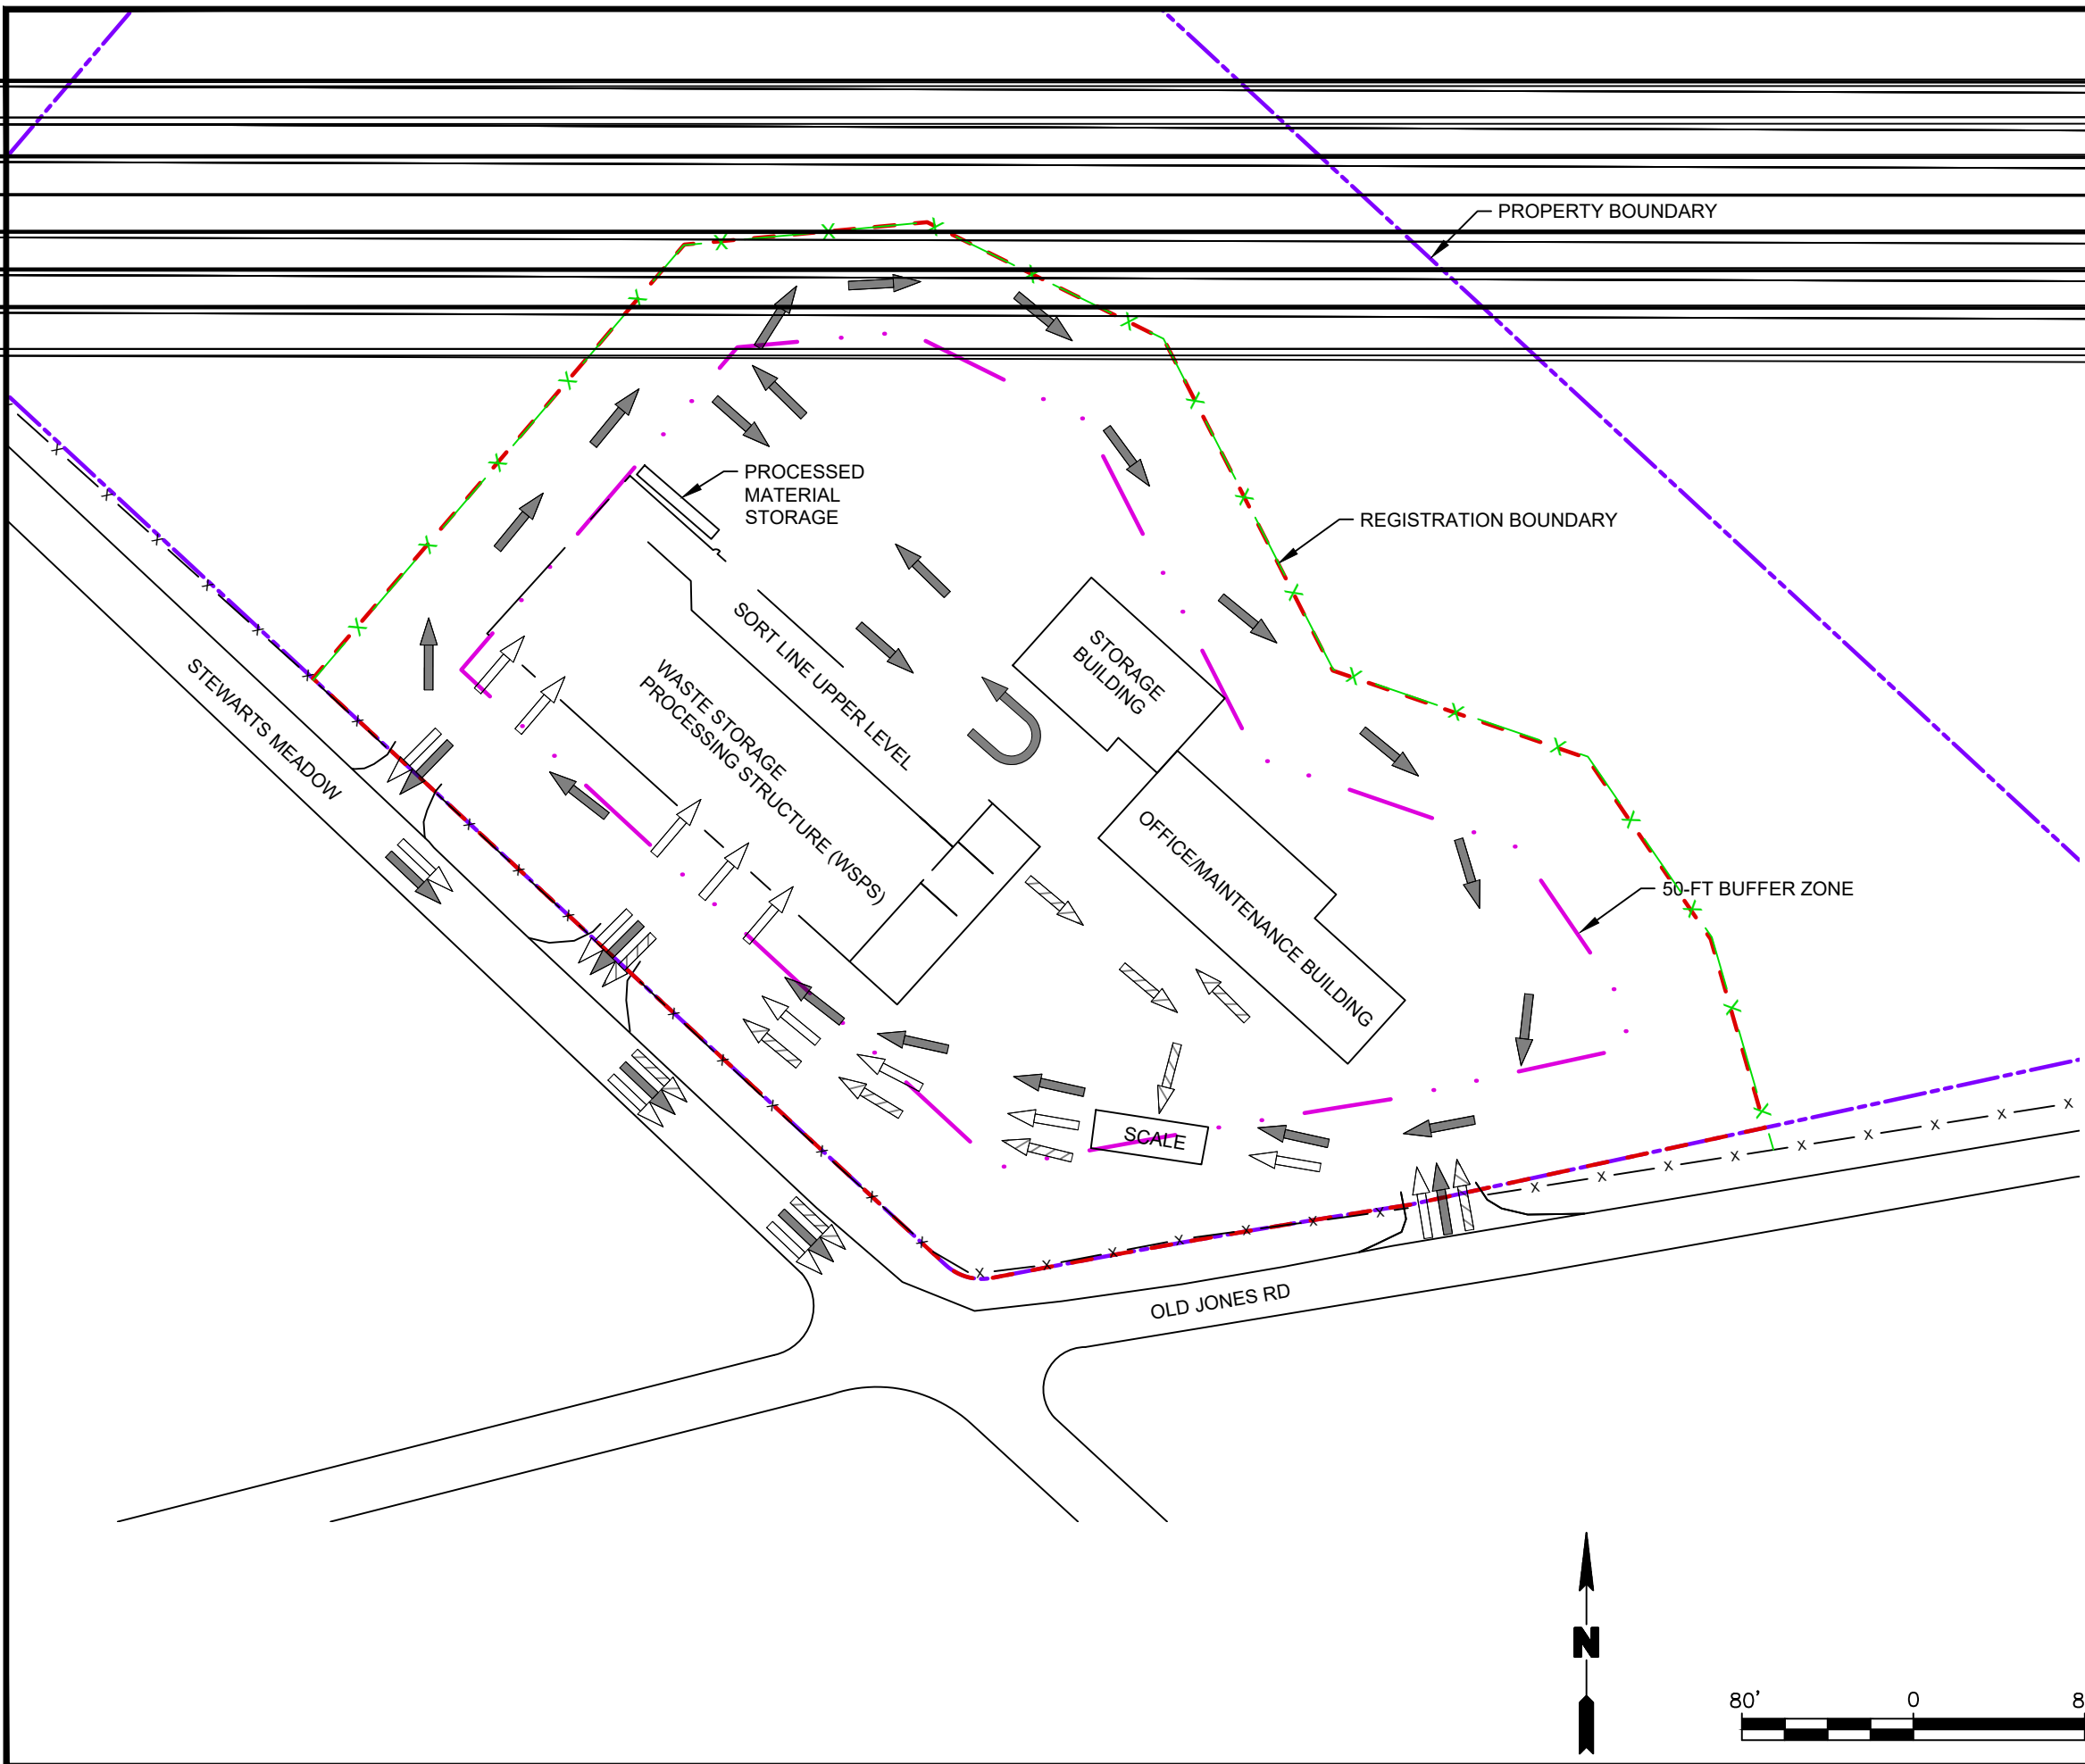 PROPERTY BOUNDARY
PROCESSED
MATERIAL
STORAGE
REGISTRATION BOUNDARY
SORT LINE UPPER LEVEL
STORAGE
BUILDING
WASTE STORAGE
PROCESSING STRUCTURE (WSPS)
STEWARTS MEADOW
OFFICE/MAINTENANCE BUILDING
50-FT BUFFER ZONE
SCALE
OLD JONES RD
N
80' 0 8